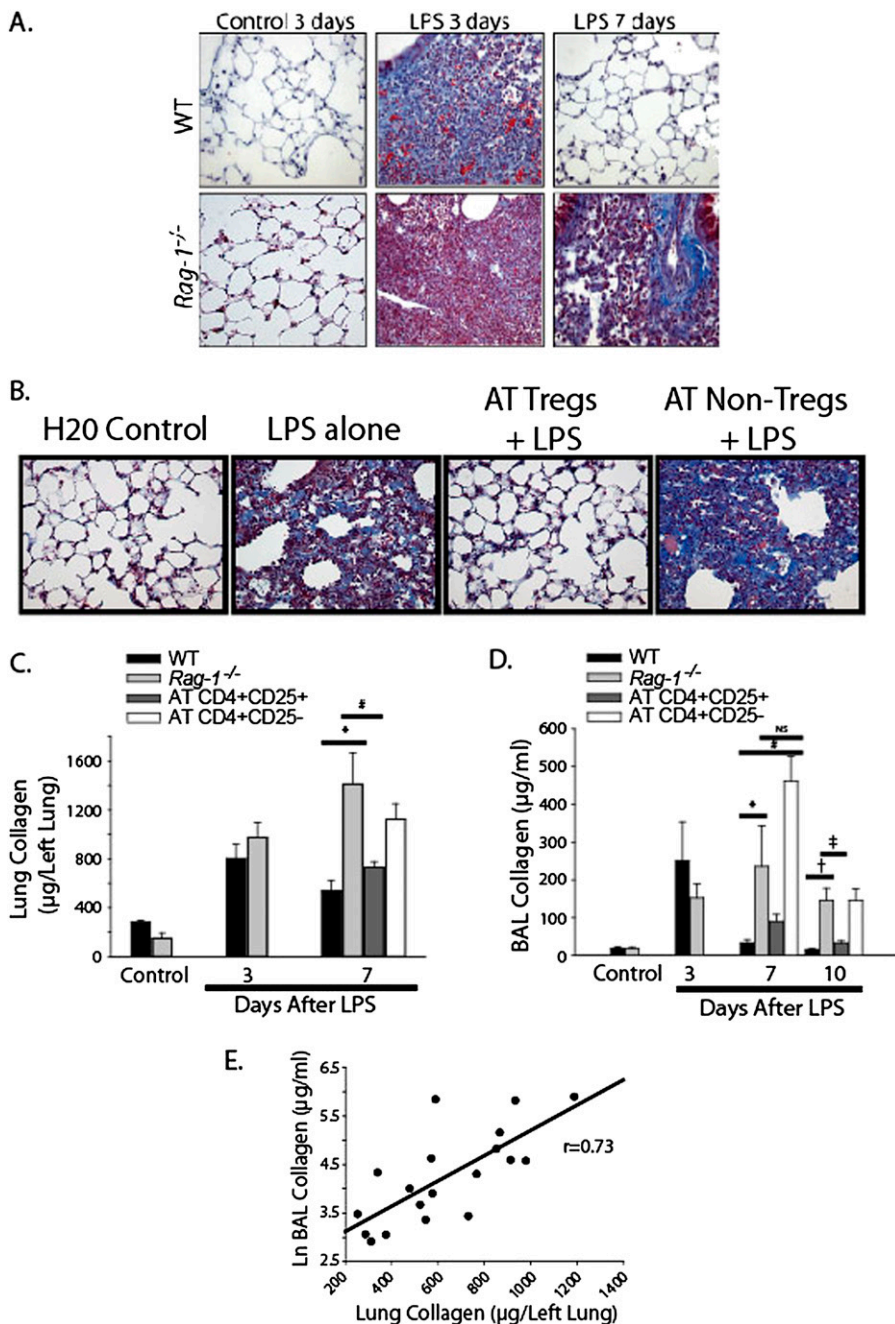 A.
Control 3 days
LPS 3 days
LPS 7 days
WT
Rag-1-/-
B.
H20 Control
LPS alone
AT Tregs
+ LPS
AT Non-Tregs
+ LPS
C.
WT
Rag-1-/-
AT CD4+CD25+
AT CD4+CD25-
Lung Collagen
(µg/Left Lung)
1600
1200
800
400
0
+
#
Control
3
7
Days After LPS
D.
WT
Rag-1-/-
AT CD4+CD25+
AT CD4+CD25-
BAL Collagen (µg/ml)
600
500
400
300
200
100
0
NS
#
+
‡
†
Control
3
7
10
Days After LPS
E.
Ln BAL Collagen (µg/ml)
6.5
5.5
4.5
3.5
2.5
r=0.73
200
400
600
800
1000
1200
1400
Lung Collagen (µg/Left Lung)